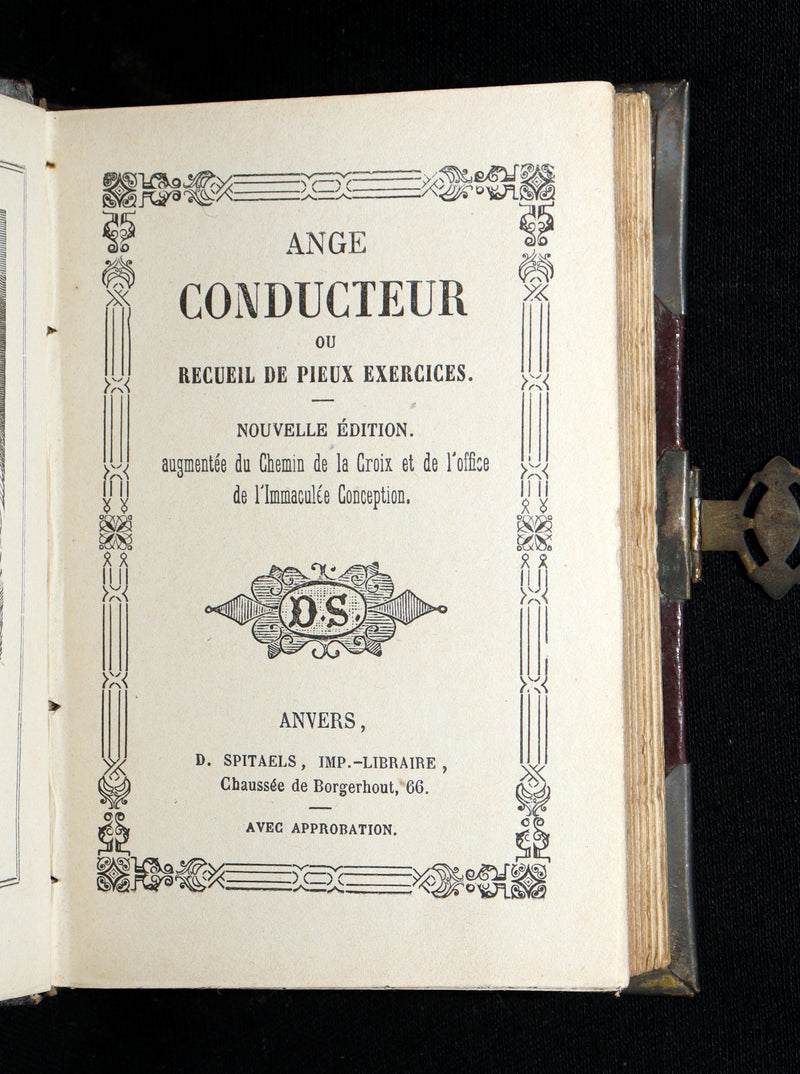 ANGE
CONDUCTEUR
OU
RECUEIL DE PIEUX EXERCICES.
NOUVELLE ÉDITION.
augmentée du Chemin de la Croix et de l'office
de l'Immaculée Conception.
D.S.
ANVERS,
D. SPITAELS, IMP.-LIBRAIRE,
Chaussée de Borgerhout, 66.
AVEC APPROBATION.